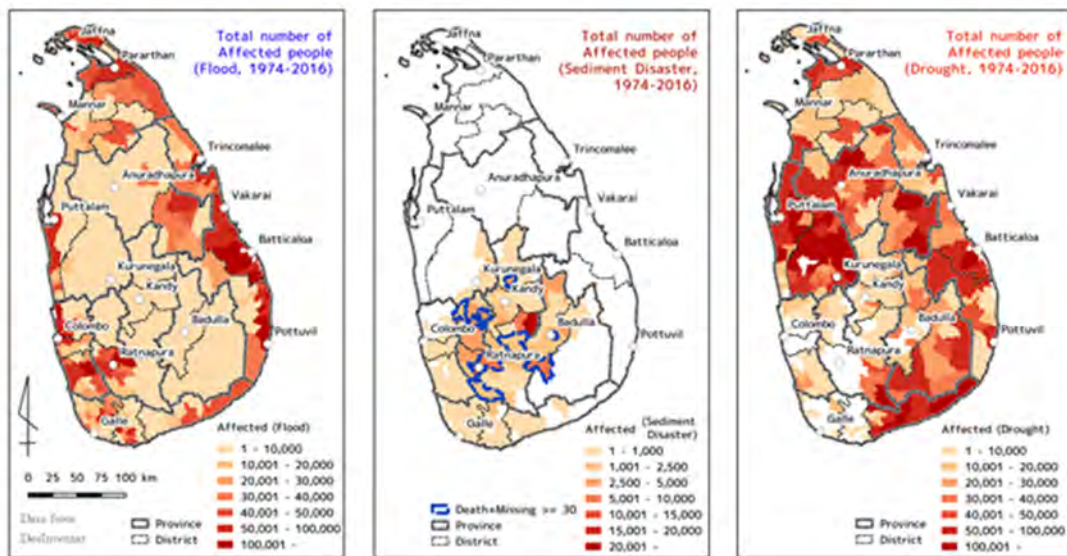 Total number of
Affected people
(Flood, 1974-2016)
Jaffna
Pararthan
Mannar
Trincomalee
Anuradhapura
Vakarai
Puttalam
Batticaloa
Kurunegala
Kandy
Colombo
Badulla
Pottuvil
Ratnapura
Galle
Affected (Flood)
1 - 10,000
10,001 - 20,000
20,001 - 30,000
30,001 - 40,000
40,001 - 50,000
50,001 - 100,000
100,001 -
0 25 50 75 100 km
Data from
DesInventar
Province
District
Total number of
Affected people
(Sediment Disaster,
1974-2016)
Jaffna
Pararthan
Mannar
Trincomalee
Anuradhapura
Vakarai
Puttalam
Batticaloa
Kurunegala
Kandy
Colombo
Badulla
Pottuvil
Ratnapura
Galle
Affected (Sediment
Disaster)
1 - 1,000
1,001 - 2,500
2,500 - 5,000
5,001 - 10,000
10,001 - 15,000
15,001 - 20,000
20,001 -
Death+Missing >= 30
Province
District
Total number of
Affected people
(Drought, 1974-2016)
Jaffna
Pararthan
Mannar
Trincomalee
Anuradhapura
Vakarai
Puttalam
Batticaloa
Kurunegala
Kandy
Colombo
Badulla
Pottuvil
Ratnapura
Galle
Affected (Drought)
1 - 10,000
10,001 - 20,000
20,001 - 30,000
30,001 - 40,000
40,001 - 50,000
50,001 - 100,000
100,001 -
Province
District